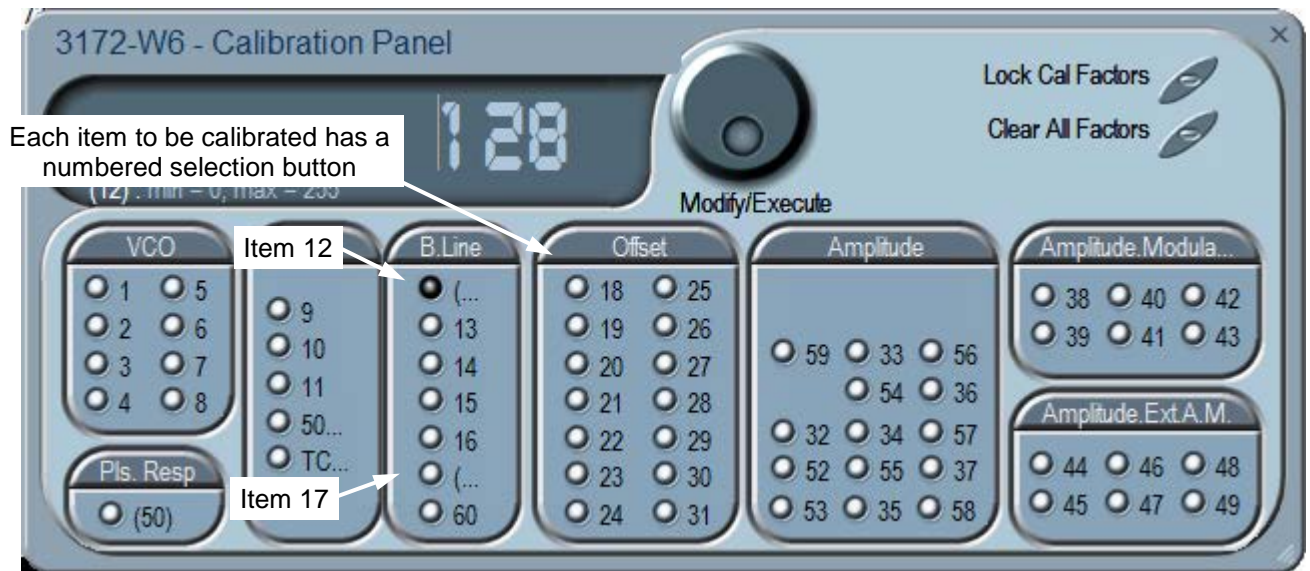 3172-W6 - Calibration Panel
×
128
Lock Cal Factors
Clear All Factors
Each item to be calibrated has a
numbered selection button
(12) : min = 0, max = 255
Modify/Execute
VCO
1 5
2 6
3 7
4 8
Pls. Resp
(50)
9
10
11
50...
TC...
Item 12
Item 17
B.Line
(...
13
14
15
16
(...
60
Offset
18 25
19 26
20 27
21 28
22 29
23 30
24 31
Amplitude
59 33 56
54 36
32 34 57
52 55 37
53 35 58
Amplitude.Modula...
38 40 42
39 41 43
Amplitude.Ext.A.M.
44 46 48
45 47 49